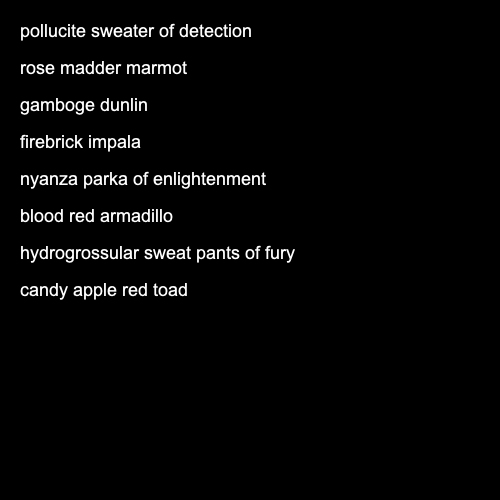 pollucite sweater of detection
rose madder marmot
gamboge dunlin
firebrick impala
nyanza parka of enlightenment
blood red armadillo
hydrogrossular sweat pants of fury
candy apple red toad